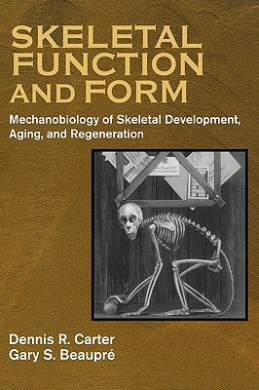 SKELETAL
FUNCTION
AND FORM
Mechanobiology of Skeletal Development,
Aging, and Regeneration
Dennis R. Carter
Gary S. Beaupré